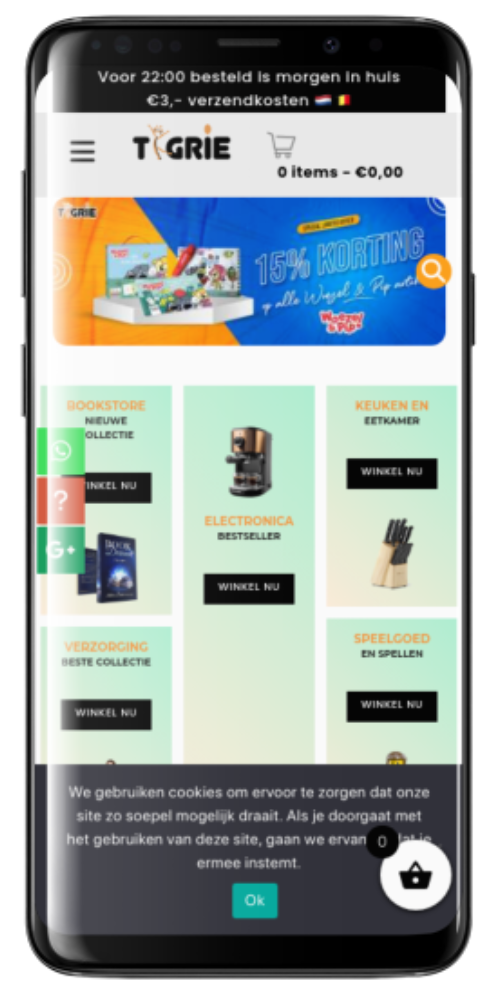 Voor 22:00 besteld is morgen in huis
€3,- verzendkosten
TIGRIE
0 items - €0,00
TIGRIE
15% KORTING
op alle Woezel & Pip
Woezel & Pip
BOOKSTORE
NIEUWE
OLLECTIE
INKEL NU
?
G+
VERZORGING
BESTE COLLECTIE
WINKEL NU
ELECTRONICA
BESTSELLER
WINKEL NU
KEUKEN EN
EETKAMER
WINKEL NU
SPEELGOED
EN SPELLEN
WINKEL NU
We gebruiken cookies om ervoor te zorgen dat onze
site zo soepel mogelijk draait. Als je doorgaat met
het gebruiken van deze site, gaan we ervan dat je
ermee instemt.
Ok
0